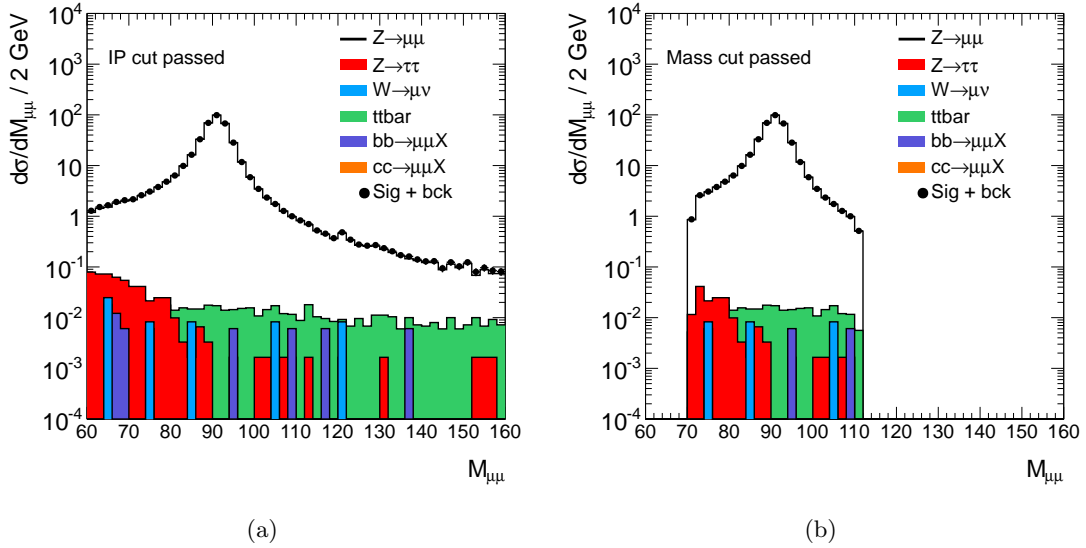 dσ/dM_μμ / 2 GeV
IP cut passed
Z→μμ
Z→ττ
W→μν
ttbar
bb→μμX
cc→μμX
Sig + bck
10^4
10^3
10^2
10
1
10^-1
10^-2
10^-3
10^-4
60 70 80 90 100 110 120 130 140 150 160
M_μμ
(a)
dσ/dM_μμ / 2 GeV
Mass cut passed
Z→μμ
Z→ττ
W→μν
ttbar
bb→μμX
cc→μμX
Sig + bck
10^4
10^3
10^2
10
1
10^-1
10^-2
10^-3
10^-4
60 70 80 90 100 110 120 130 140 150 160
M_μμ
(b)